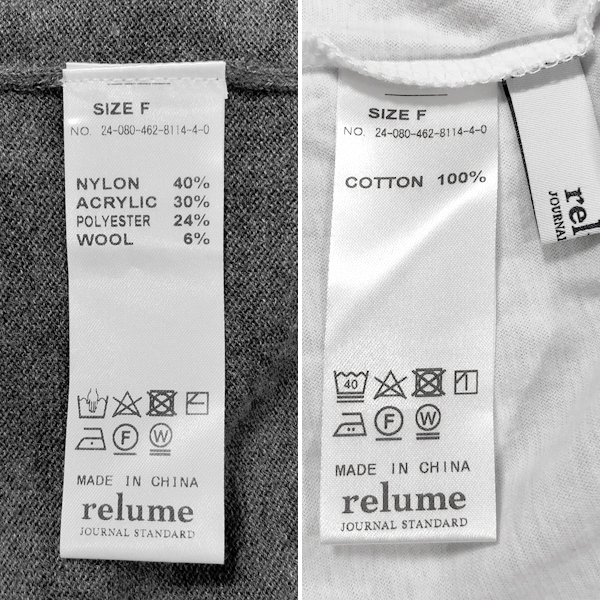 SIZE F
NO. 24-080-462-8114-4-0
NYLON 40%
ACRYLIC 30%
POLYESTER 24%
WOOL 6%
F W
MADE IN CHINA
relume
JOURNAL STANDARD
SIZE F
NO. 24-080-462-8114-4-0
COTTON 100%
40
F W
MADE IN CHINA
relume
JOURNAL STANDARD
rel
JOURNAL